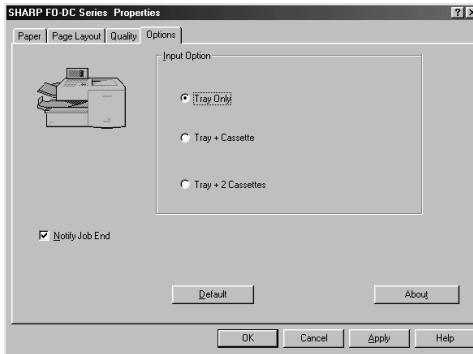 SHARP FO-DC Series Properties
Paper Page Layout Quality Options
Input Option
Tray Only
Tray + Cassette
Tray + 2 Cassettes
Notify Job End
Default About
OK Cancel Apply Help